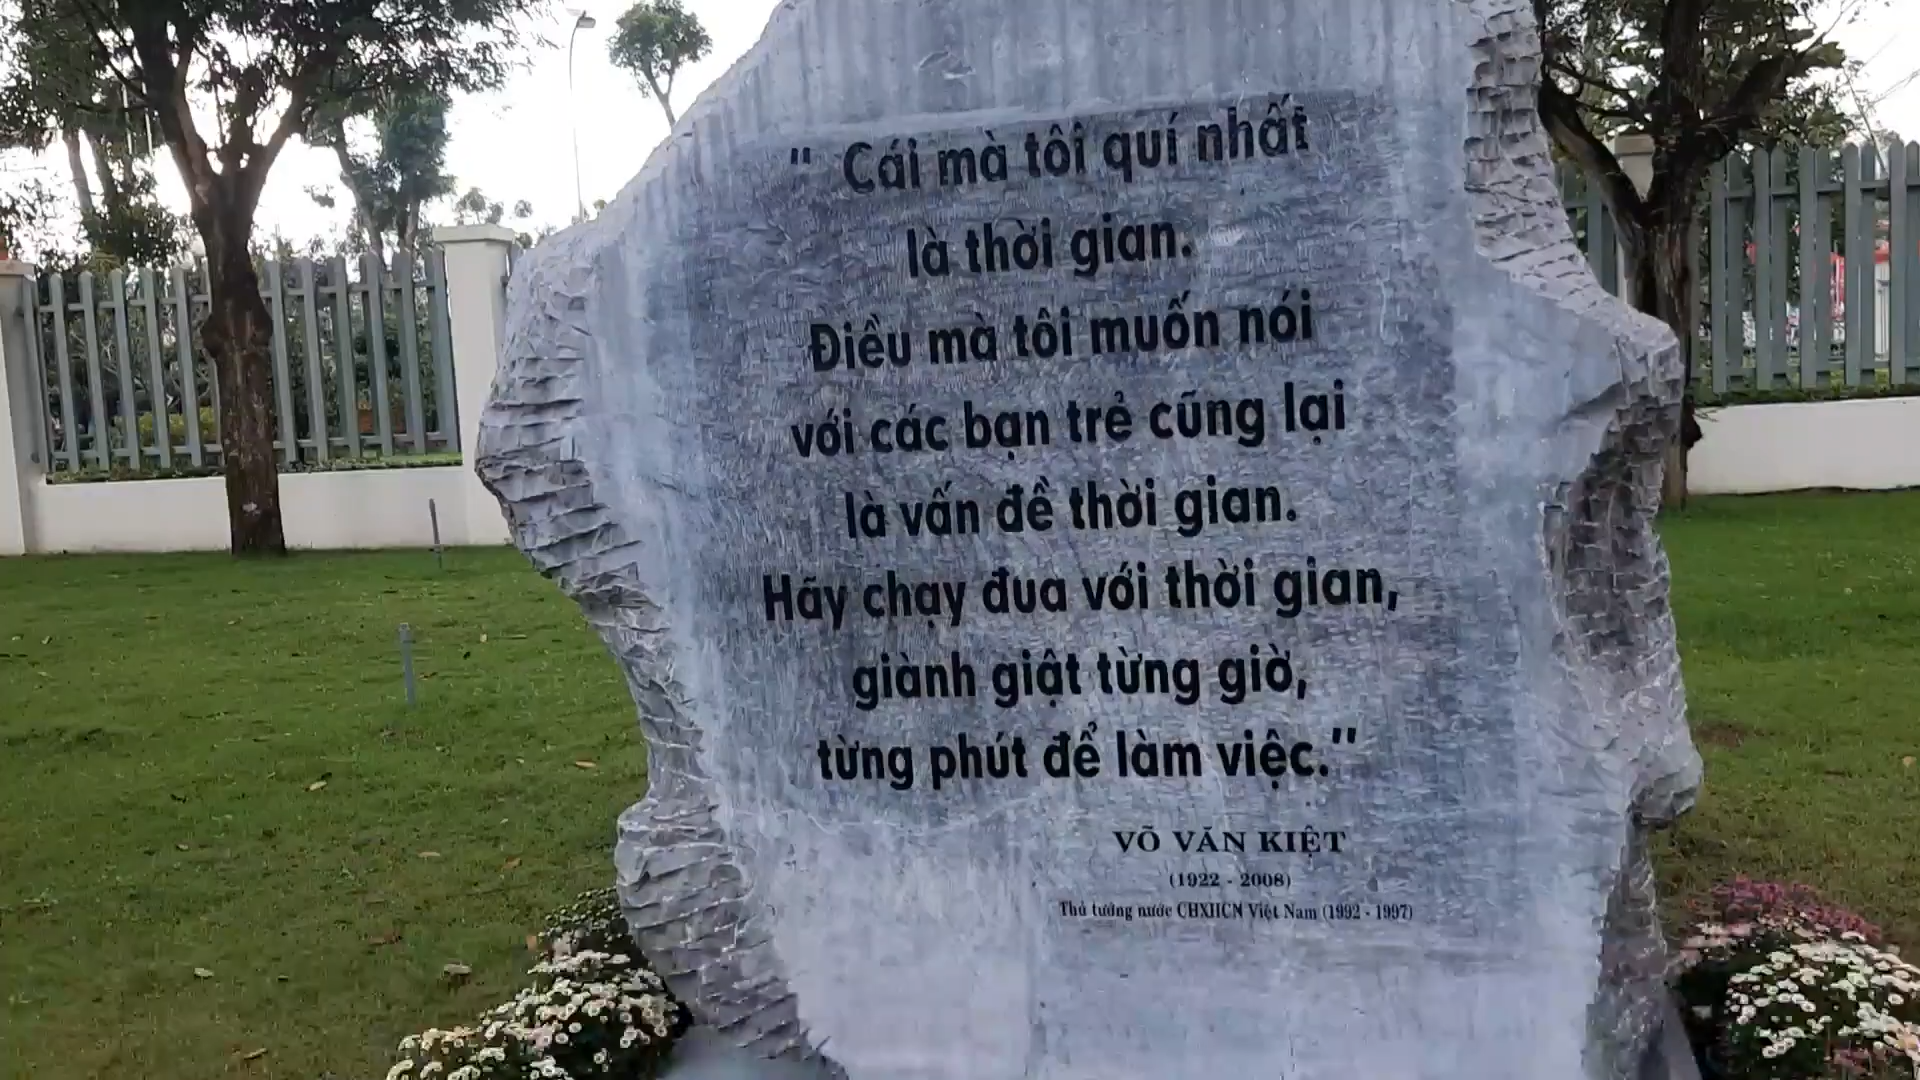 " Cái mà tôi quí nhất
là thời gian.
Điều mà tôi muốn nói
với các bạn trẻ cũng lại
là vấn đề thời gian.
Hãy chạy đua với thời gian,
giành giật từng giờ,
từng phút để làm việc."
VÕ VĂN KIỆT
(1922 - 2008)
Thủ tướng nước CHXHCN Việt Nam (1992 - 1997)